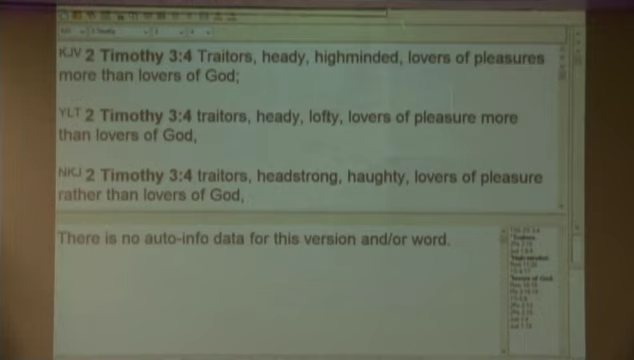 KJV 2 Timothy 3:4 Traitors, heady, highminded, lovers of pleasures
more than lovers of God;
YLT 2 Timothy 3:4 traitors, heady, lofty, lovers of pleasure more
than lovers of God,
NKJ 2 Timothy 3:4 traitors, headstrong, haughty, lovers of pleasure
rather than lovers of God,
There is no auto-info data for this version and/or word.